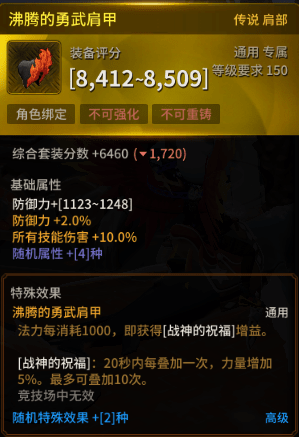 沸腾的勇武肩甲 传说 肩部
装备评分 通用 专属
[8,412~8,509] 等级要求 150
角色绑定 不可强化 不可重铸
综合套装分数 +6460 (▼1,720)
基础属性
防御力+[1123~1248]
防御力 +2.0%
所有技能伤害 +10.0%
随机属性 +[4]种
特殊效果
沸腾的勇武肩甲 通用
法力每消耗1000，即获得[战神的祝福]增益。
[战神的祝福]：20秒内每叠加一次，力量增加
5%。最多可叠加10次。
竞技场中无效
随机特殊效果 +[2]种 高级